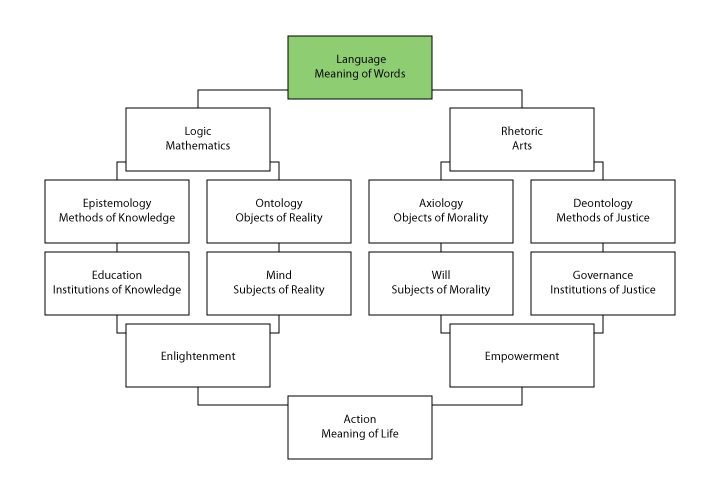 Language
Meaning of Words
Logic
Mathematics
Rhetoric
Arts
Epistemology
Methods of Knowledge
Ontology
Objects of Reality
Axiology
Objects of Morality
Deontology
Methods of Justice
Education
Institutions of Knowledge
Mind
Subjects of Reality
Will
Subjects of Morality
Governance
Institutions of Justice
Enlightenment
Empowerment
Action
Meaning of Life